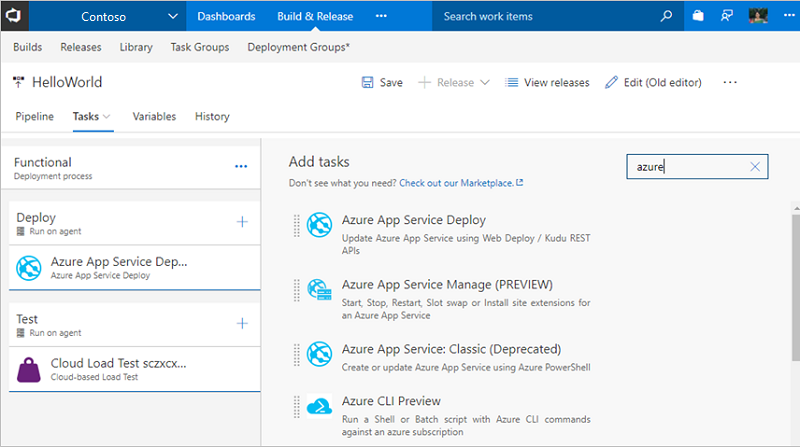 Contoso
Dashboards
Build & Release
Search work items
Builds
Releases
Library
Task Groups
Deployment Groups*
HelloWorld
Save
Release
View releases
Edit (Old editor)
Pipeline
Tasks
Variables
History
Functional
Deployment process
Deploy
Run on agent
Azure App Service Dep...
Azure App Service Deploy
Test
Run on agent
Cloud Load Test sczxcx...
Cloud-based Load Test
Add tasks
Don't see what you need? Check out our Marketplace.
azure
Azure App Service Deploy
Update Azure App Service using Web Deploy / Kudu REST
APIs
Azure App Service Manage (PREVIEW)
Start, Stop, Restart, Slot swap or Install site extensions for
an Azure App Service
Azure App Service: Classic (Deprecated)
Create or update Azure App Service using Azure PowerShell
Azure CLI Preview
Run a Shell or Batch script with Azure CLI commands
against an azure subscription